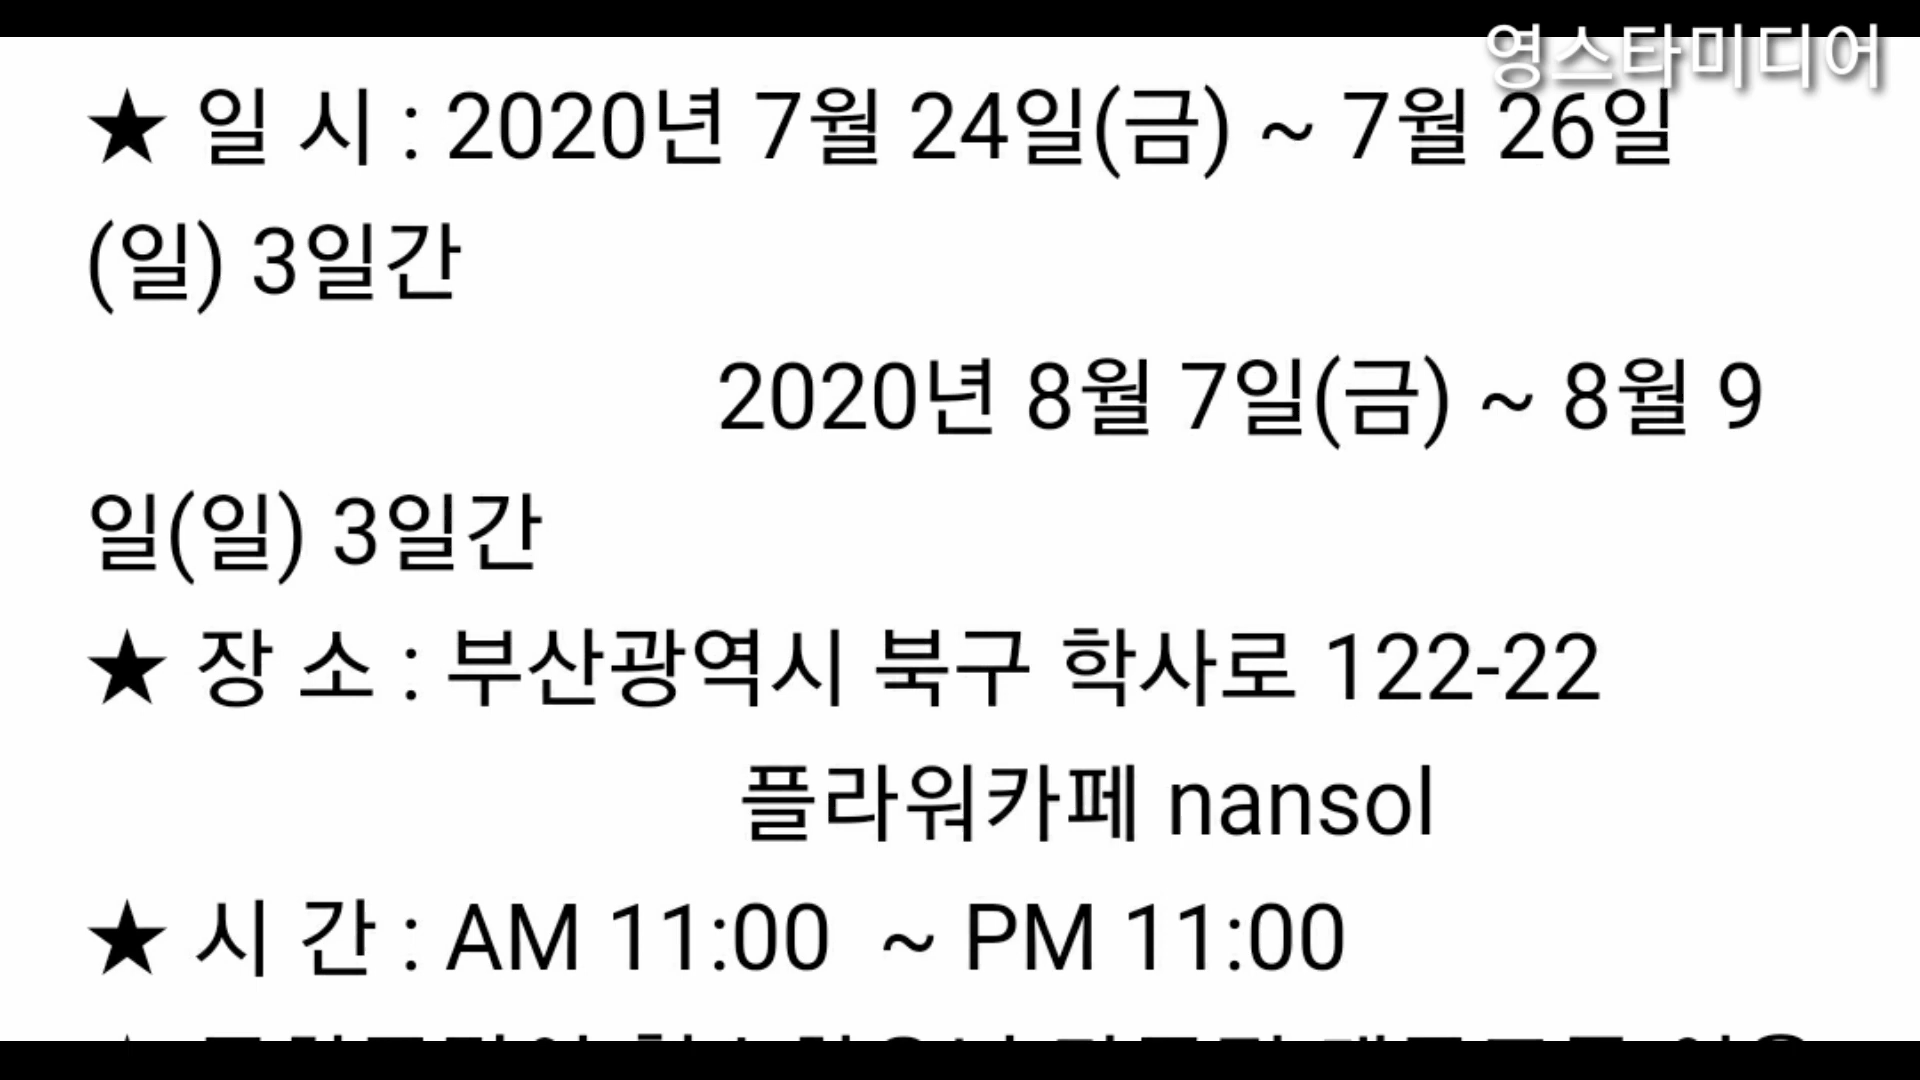 영스타미디어
★ 일 시 : 2020년 7월 24일(금) ~ 7월 26일
(일) 3일간
2020년 8월 7일(금) ~ 8월 9
일(일) 3일간
★ 장 소 : 부산광역시 북구 학사로 122-22
플라워카페 nansol
★ 시 간 : AM 11:00 ~ PM 11:00